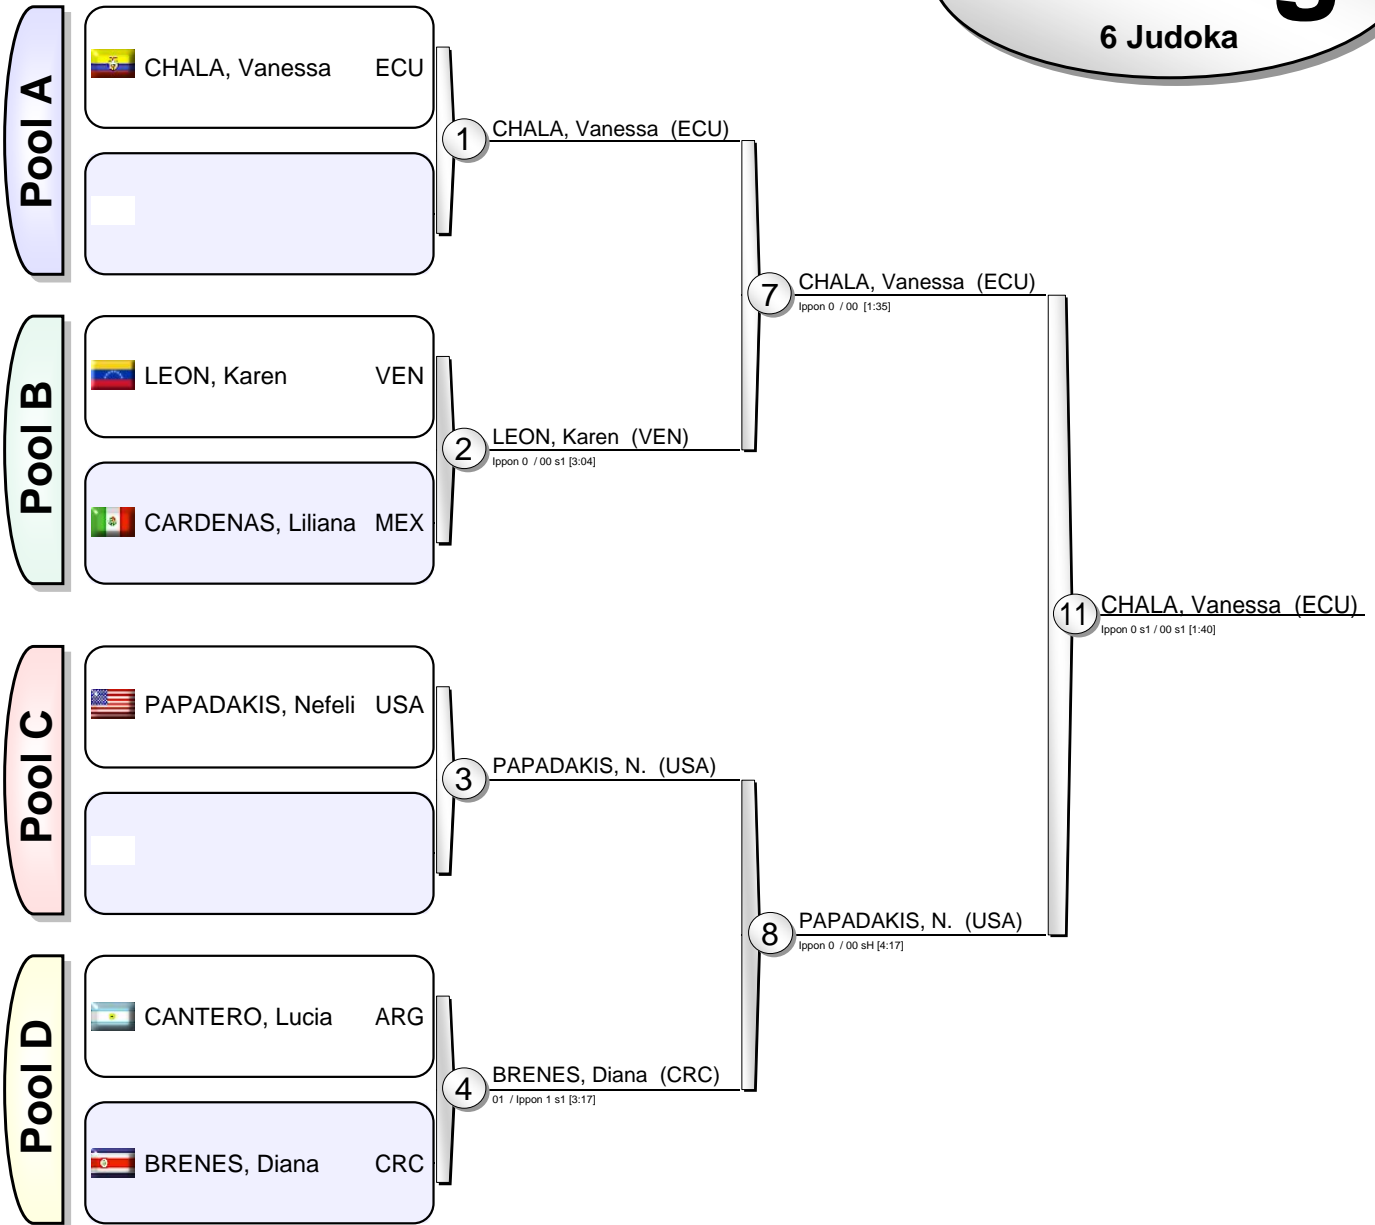 6 Judoka
Pool A
CHALA, Vanessa ECU
1 CHALA, Vanessa (ECU)
7 CHALA, Vanessa (ECU)
Ippon 0 / 00 [1:35]
Pool B
LEON, Karen VEN
2 LEON, Karen (VEN)
Ippon 0 / 00 s1 [3:04]
CARDENAS, Liliana MEX
11 CHALA, Vanessa (ECU)
Ippon 0 s1 / 00 s1 [1:40]
Pool C
PAPADAKIS, Nefeli USA
3 PAPADAKIS, N. (USA)
8 PAPADAKIS, N. (USA)
Ippon 0 / 00 sH [4:17]
Pool D
CANTERO, Lucia ARG
4 BRENES, Diana (CRC)
01 / Ippon 1 s1 [3:17]
BRENES, Diana CRC